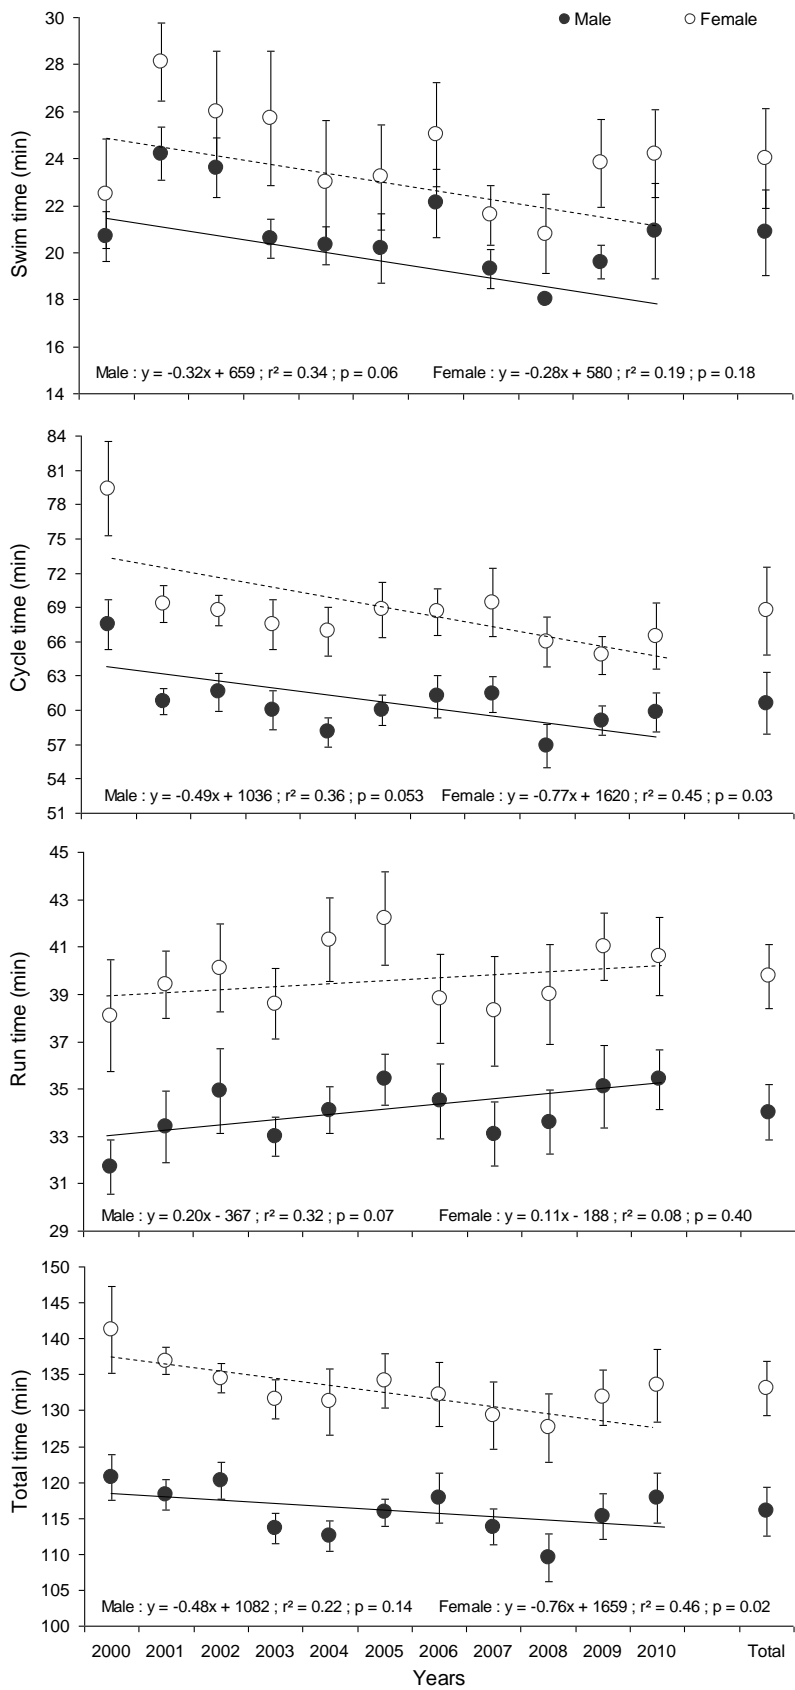 30
Male
Female
28
26
24
22
20
18
16
14
Swim time (min)
Male : y = -0.32x + 659 ; r² = 0.34 ; p = 0.06
Female : y = -0.28x + 580 ; r² = 0.19 ; p = 0.18
84
81
78
75
72
69
66
63
60
57
54
51
Cycle time (min)
Male : y = -0.49x + 1036 ; r² = 0.36 ; p = 0.053
Female : y = -0.77x + 1620 ; r² = 0.45 ; p = 0.03
45
43
41
39
37
35
33
31
29
Run time (min)
Male : y = 0.20x - 367 ; r² = 0.32 ; p = 0.07
Female : y = 0.11x - 188 ; r² = 0.08 ; p = 0.40
150
145
140
135
130
125
120
115
110
105
100
Total time (min)
Male : y = -0.48x + 1082 ; r² = 0.22 ; p = 0.14
Female : y = -0.76x + 1659 ; r² = 0.46 ; p = 0.02
2000 2001 2002 2003 2004 2005 2006 2007 2008 2009 2010 Total
Years